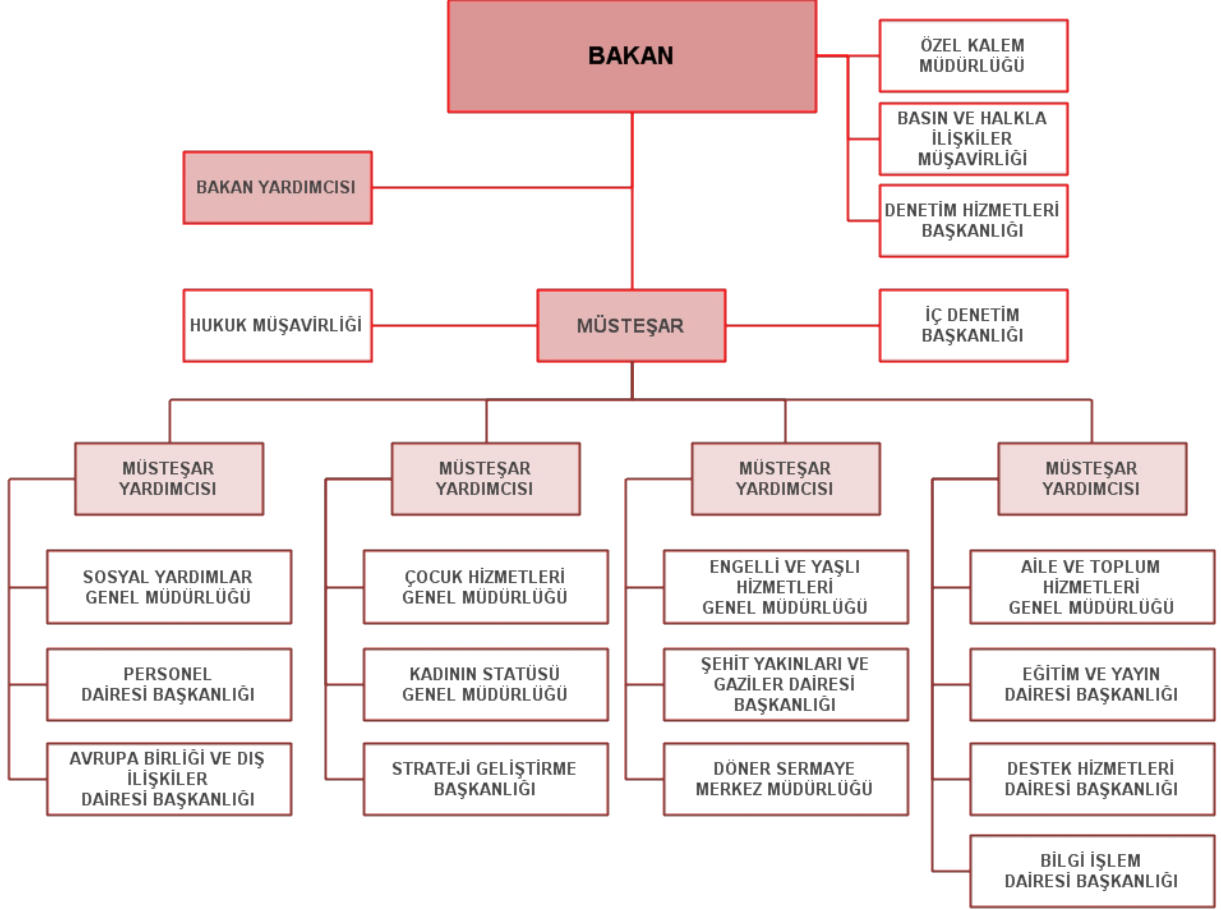 BAKAN
ÖZEL KALEM
MÜDÜRLÜĞÜ
BASIN VE HALKLA
İLİŞKİLER
MÜŞAVİRLİĞİ
BAKAN YARDIMCISI
DENETİM HİZMETLERİ
BAŞKANLIĞI
HUKUK MÜŞAVİRLİĞİ
MÜSTEŞAR
İÇ DENETİM
BAŞKANLIĞI
MÜSTEŞAR
YARDIMCISI
SOSYAL YARDIMLAR
GENEL MÜDÜRLÜĞÜ
PERSONEL
DAİRESİ BAŞKANLIĞI
AVRUPA BİRLİĞİ VE DIŞ
İLİŞKİLER
DAİRESİ BAŞKANLIĞI
MÜSTEŞAR
YARDIMCISI
ÇOCUK HİZMETLERİ
GENEL MÜDÜRLÜĞÜ
KADININ STATÜSÜ
GENEL MÜDÜRLÜĞÜ
STRATEJİ GELİŞTİRME
BAŞKANLIĞI
MÜSTEŞAR
YARDIMCISI
ENGELLİ VE YAŞLI
HİZMETLERİ
GENEL MÜDÜRLÜĞÜ
ŞEHİT YAKINLARI VE
GAZİLER DAİRESİ
BAŞKANLIĞI
DÖNER SERMAYE
MERKEZ MÜDÜRLÜĞÜ
MÜSTEŞAR
YARDIMCISI
AİLE VE TOPLUM
HİZMETLERİ
GENEL MÜDÜRLÜĞÜ
EĞİTİM VE YAYIN
DAİRESİ BAŞKANLIĞI
DESTEK HİZMETLERİ
DAİRESİ BAŞKANLIĞI
BİLGİ İŞLEM
DAİRESİ BAŞKANLIĞI